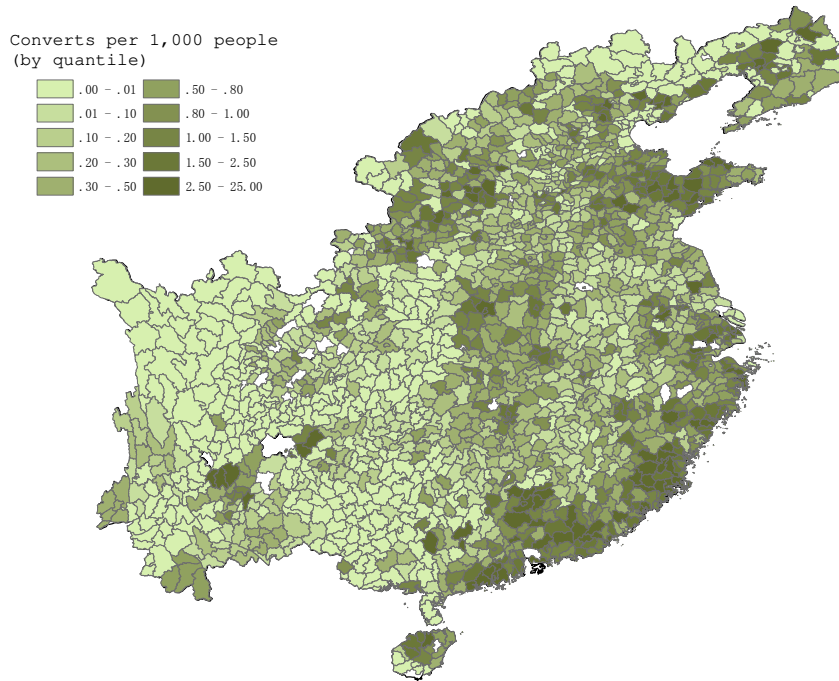 Converts per 1,000 people
(by quantile)
.00 - .01
.01 - .10
.10 - .20
.20 - .30
.30 - .50
.50 - .80
.80 - 1.00
1.00 - 1.50
1.50 - 2.50
2.50 - 25.00